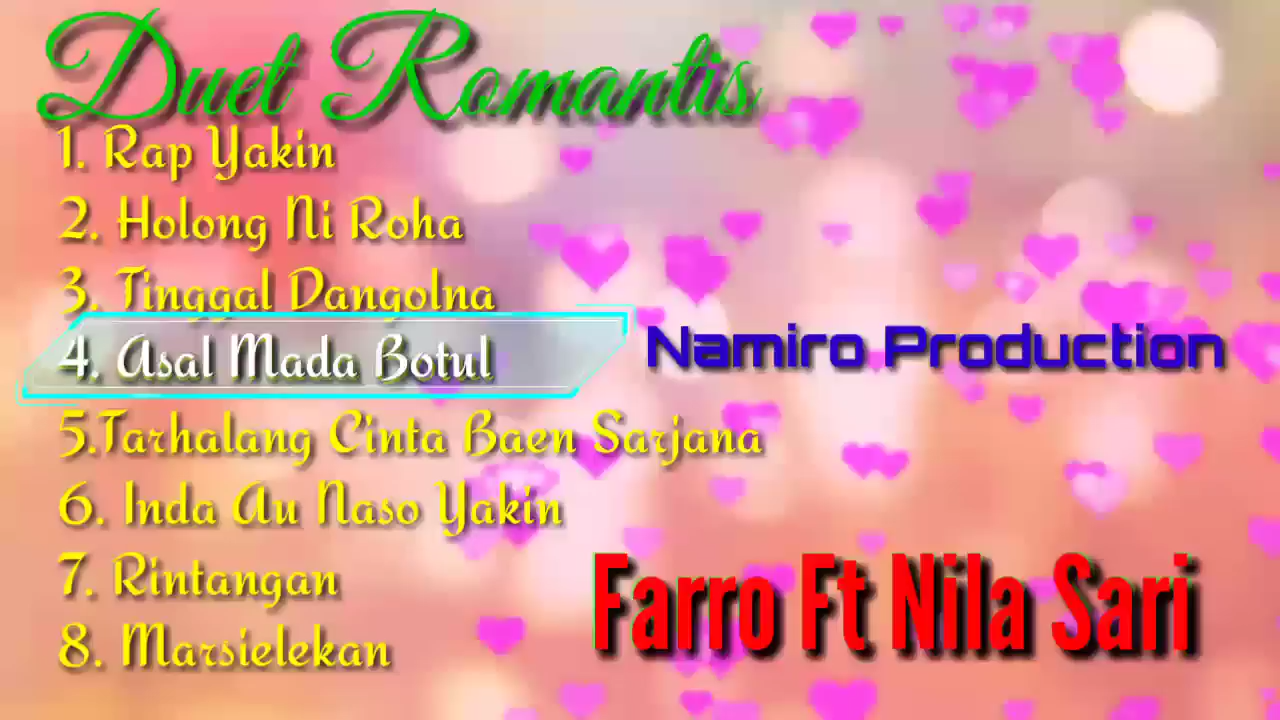 Duet Romantis
1. Rap Yakin
2. Holong Ni Roha
3. Tinggal Dangolna
4. Asal Mada Botul
Namiro Production
5.Tarhalang Cinta Baen Sarjana
6. Inda Au Naso Yakin
7. Rintangan
Farro Ft Nila Sari
8. Marsielekan